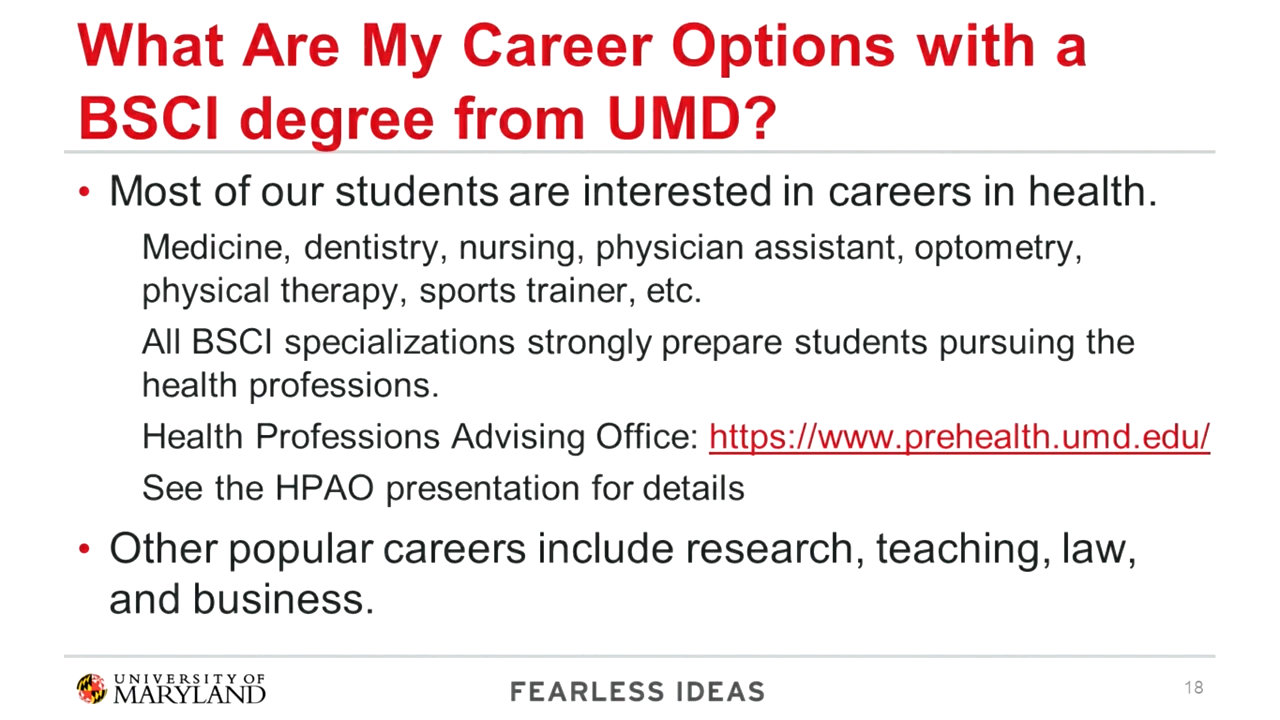 What Are My Career Options with a
BSCI degree from UMD?
• Most of our students are interested in careers in health.
Medicine, dentistry, nursing, physician assistant, optometry,
physical therapy, sports trainer, etc.
All BSCI specializations strongly prepare students pursuing the
health professions.
Health Professions Advising Office: https://www.prehealth.umd.edu/
See the HPAO presentation for details
• Other popular careers include research, teaching, law,
and business.
UNIVERSITY OF
MARYLAND
FEARLESS IDEAS
18